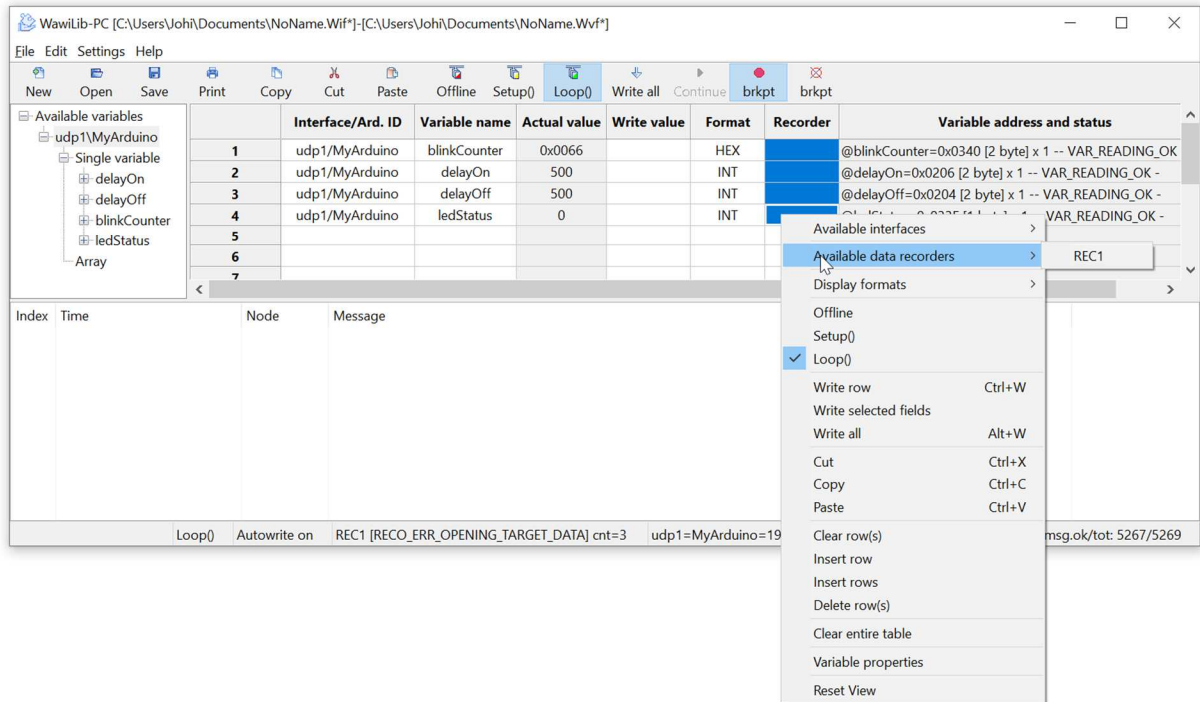 WawiLib-PC [C:\Users\Johi\Documents\NoName.Wif*]-[C:\Users\Johi\Documents\NoName.Wvf*]
File Edit Settings Help
New Open Save Print Copy Cut Paste Offline Setup() Loop() Write all Continue brkpt brkpt
Available variables
udp1\MyArduino
Single variable
delayOn
delayOff
blinkCounter
ledStatus
Array
Interface/Ard. ID Variable name Actual value Write value Format Recorder Variable address and status
1 udp1/MyArduino blinkCounter 0x0066 HEX @blinkCounter=0x0340 [2 byte] x 1 -- VAR_READING_OK
2 udp1/MyArduino delayOn 500 INT @delayOn=0x0206 [2 byte] x 1 -- VAR_READING_OK -
3 udp1/MyArduino delayOff 500 INT @delayOff=0x0204 [2 byte] x 1 -- VAR_READING_OK -
4 udp1/MyArduino ledStatus 0 INT VAR_READING_OK -
5
6
7
Index Time Node Message
Available interfaces
Available data recorders
REC1
Display formats
Offline
Setup()
Loop()
Write row Ctrl+W
Write selected fields
Write all Alt+W
Cut Ctrl+X
Copy Ctrl+C
Paste Ctrl+V
Clear row(s)
Insert row
Insert rows
Delete row(s)
Clear entire table
Variable properties
Reset View
Loop() Autowrite on REC1 [RECO_ERR_OPENING_TARGET_DATA] cnt=3 udp1=MyArduino=19 msg.ok/tot: 5267/5269